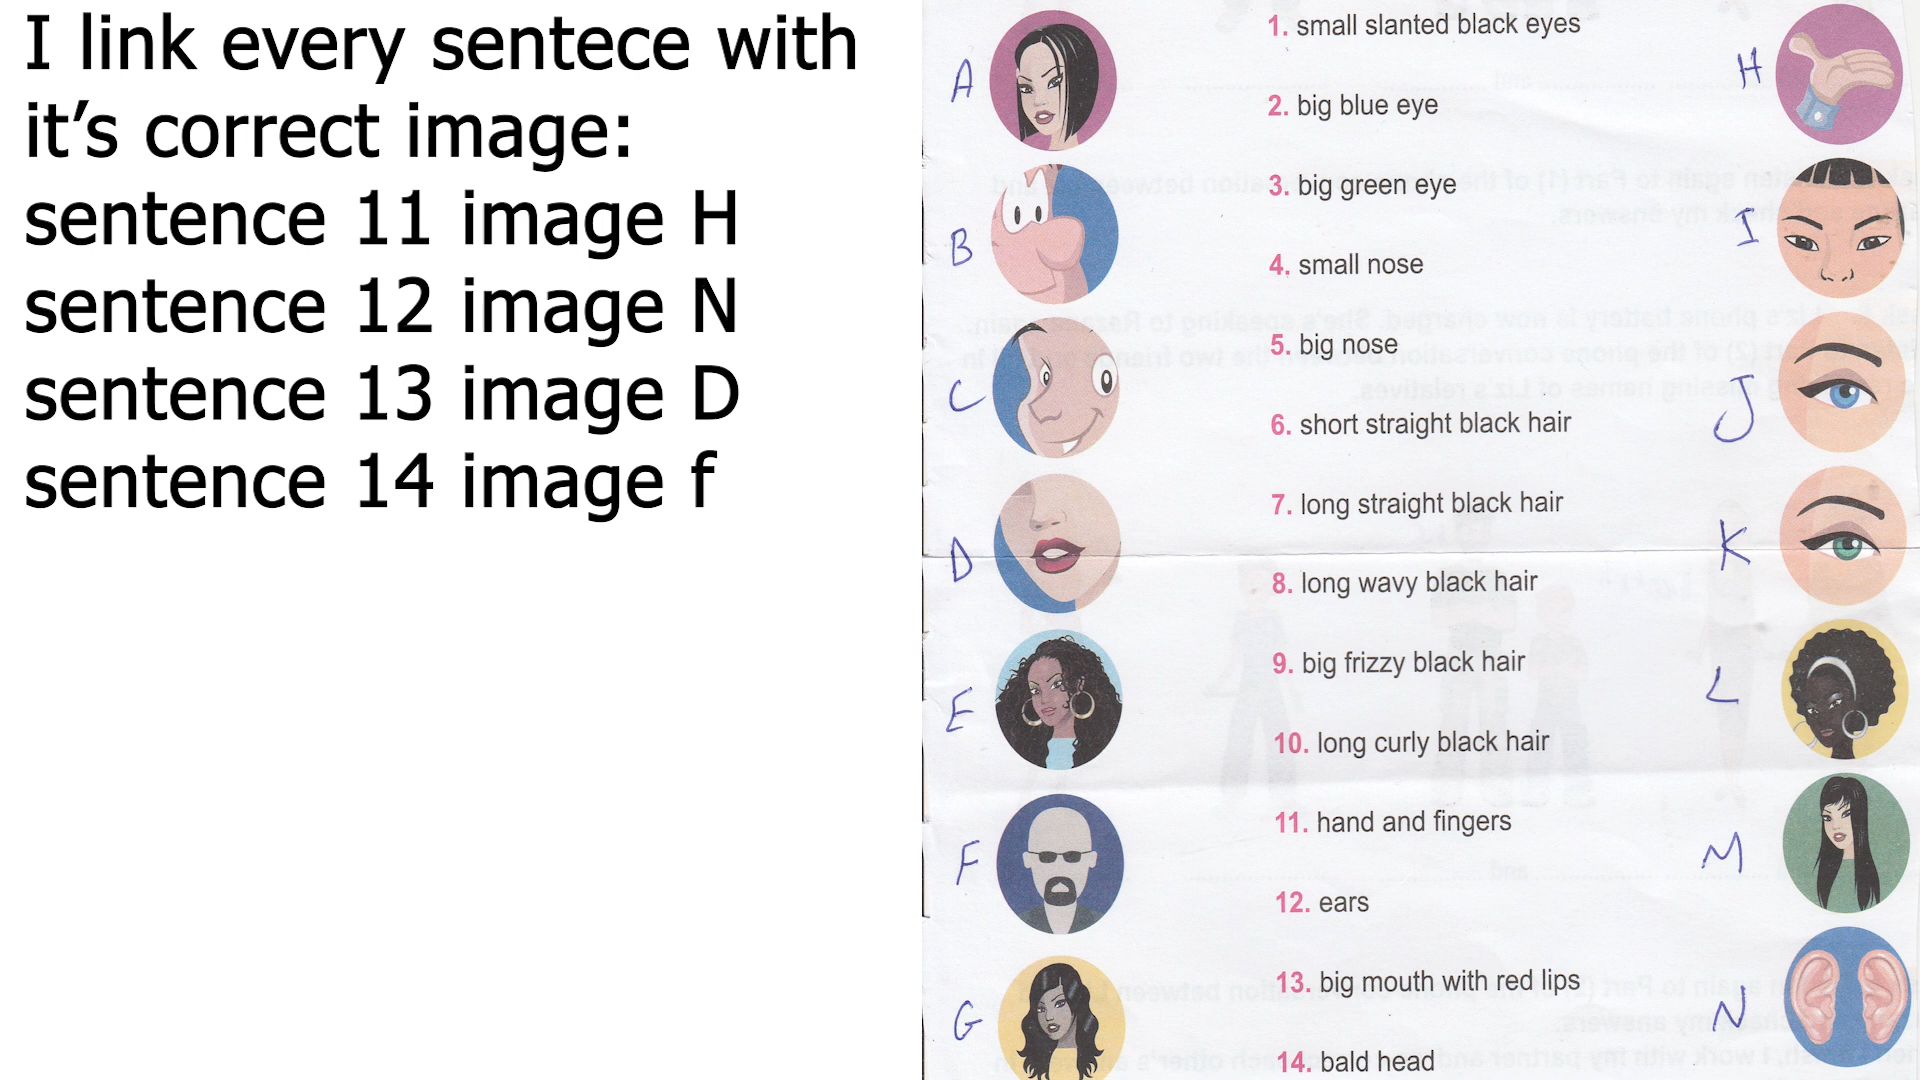 I link every sentece with
it's correct image:
sentence 11 image H
sentence 12 image N
sentence 13 image D
sentence 14 image f
A
B
C
D
E
F
G
1. small slanted black eyes
2. big blue eye
3. big green eye
4. small nose
5. big nose
6. short straight black hair
7. long straight black hair
8. long wavy black hair
9. big frizzy black hair
10. long curly black hair
11. hand and fingers
12. ears
13. big mouth with red lips
14. bald head
H
I
J
K
L
M
N